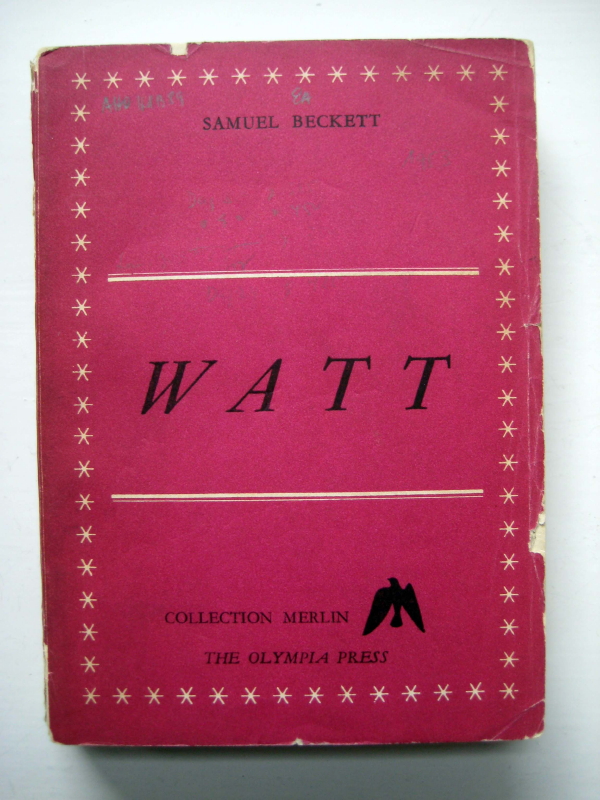 SAMUEL BECKETT
WATT
COLLECTION MERLIN
THE OLYMPIA PRESS